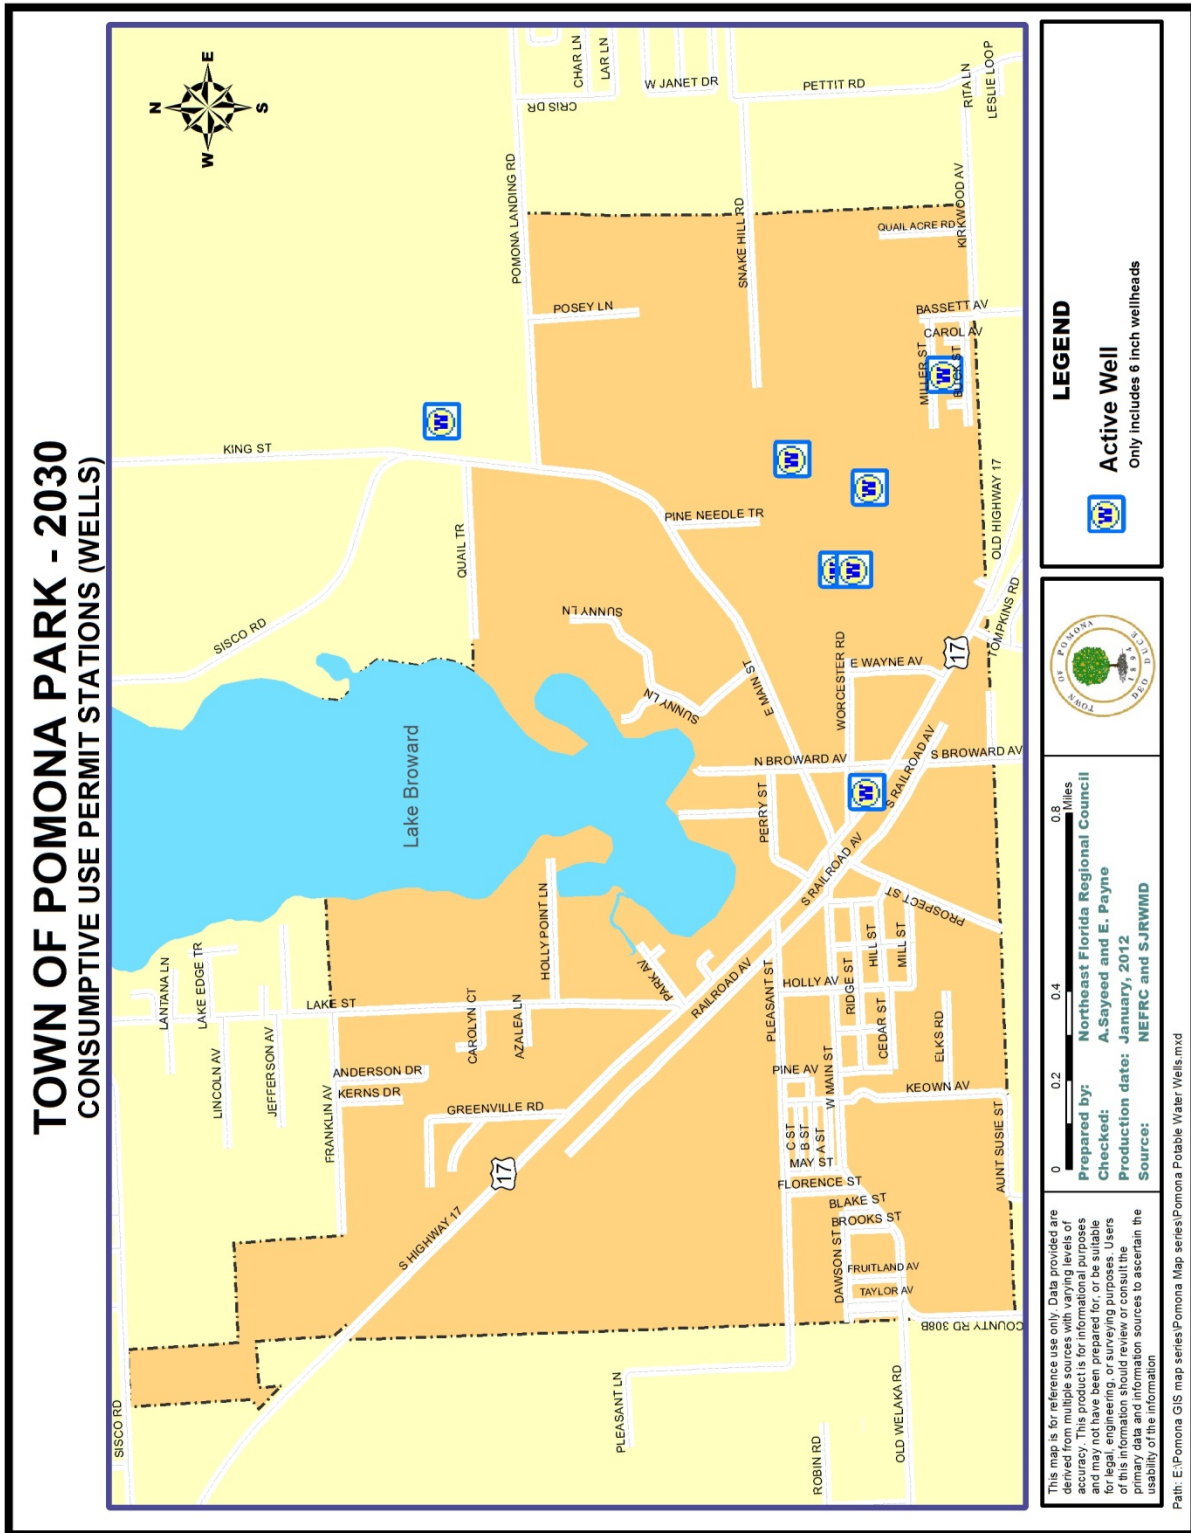 TOWN OF POMONA PARK - 2030
CONSUMPTIVE USE PERMIT STATIONS (WELLS)
N
E
S
W
SISCO RD
SISCO RD
KING ST
POMONA LANDING RD
CRIS DR
CHAR LN
LAR LN
W JANET DR
PETTIT RD
RITA LN
LESLIE LOOP
LANTANA LN
LAKE EDGE TR
LINCOLN AV
JEFFERSON AV
LAKE ST
FRANKLIN AV
ANDERSON DR
KERNS DR
CAROLYN CT
AZALEA LN
HOLLY POINT LN
GREENVILLE RD
Lake Broward
QUAIL TR
POSEY LN
SNAKE HILL RD
QUAIL ACRE RD
KIRKWOOD AV
SUNNY LN
SUNNY LN
PINE NEEDLE TR
E MAIN ST
S HIGHWAY 17
17
PARK AV
RAILROAD AV
PERRY ST
N BROWARD AV
WORCESTER RD
E WAYNE AV
17
MILLER ST
CAROL AV
BASSETT AV
OLD HIGHWAY 17
TOMPKINS RD
S BROWARD AV
S RAILROAD AV
S RAILROAD AV
PROSPECT ST
PLEASANT LN
PLEASANT ST
HOLLY AV
RIDGE ST
HILL ST
MILL ST
CEDAR ST
PINE AV
W MAIN ST
ELKS RD
KEOWN AV
C ST
B ST
A ST
MAY ST
FLORENCE ST
BLAKE ST
BROOKS ST
DAWSON ST
FRUITLAND AV
TAYLOR AV
AUNT SUSIE ST
COUNTY RD 308B
ROBIN RD
OLD WELAKA RD
W
W
W
W
W
W
This map is for reference use only. Data provided are
derived from multiple sources with varying levels of
accuracy. This product is for informational purposes
and may not have been prepared for, or be suitable
for legal, engineering, or surveying purposes. Users
of this information should review or consult the
primary data and information sources to ascertain the
usability of the information
0 0.2 0.4 0.8
Miles
Prepared by: Northeast Florida Regional Council
Checked: A.Sayeed and E. Payne
Production date: January, 2012
Source: NEFRC and SJRWMD
TOWN OF POMONA
1894
DEO DUCE
LEGEND
W
Active Well
Only includes 6 inch wellheads
Path: E:\Pomona GIS map series\Pomona Map series\Pomona Potable Water Wells.mxd